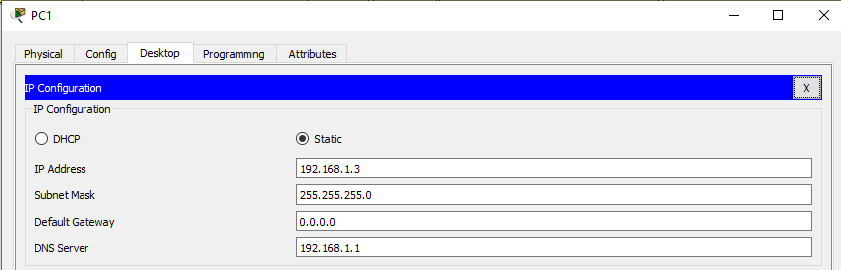 PC1
Physical Config Desktop Programming Attributes
IP Configuration X
IP Configuration
DHCP Static
IP Address 192.168.1.3
Subnet Mask 255.255.255.0
Default Gateway 0.0.0.0
DNS Server 192.168.1.1